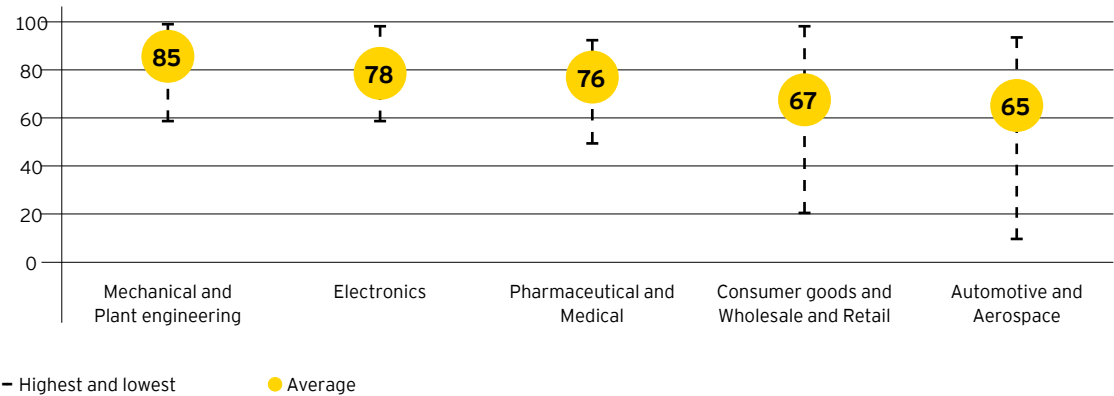 100
80
60
40
20
0
85
78
76
67
65
Mechanical and
Plant engineering
Electronics
Pharmaceutical and
Medical
Consumer goods and
Wholesale and Retail
Automotive and
Aerospace
Highest and lowest
Average